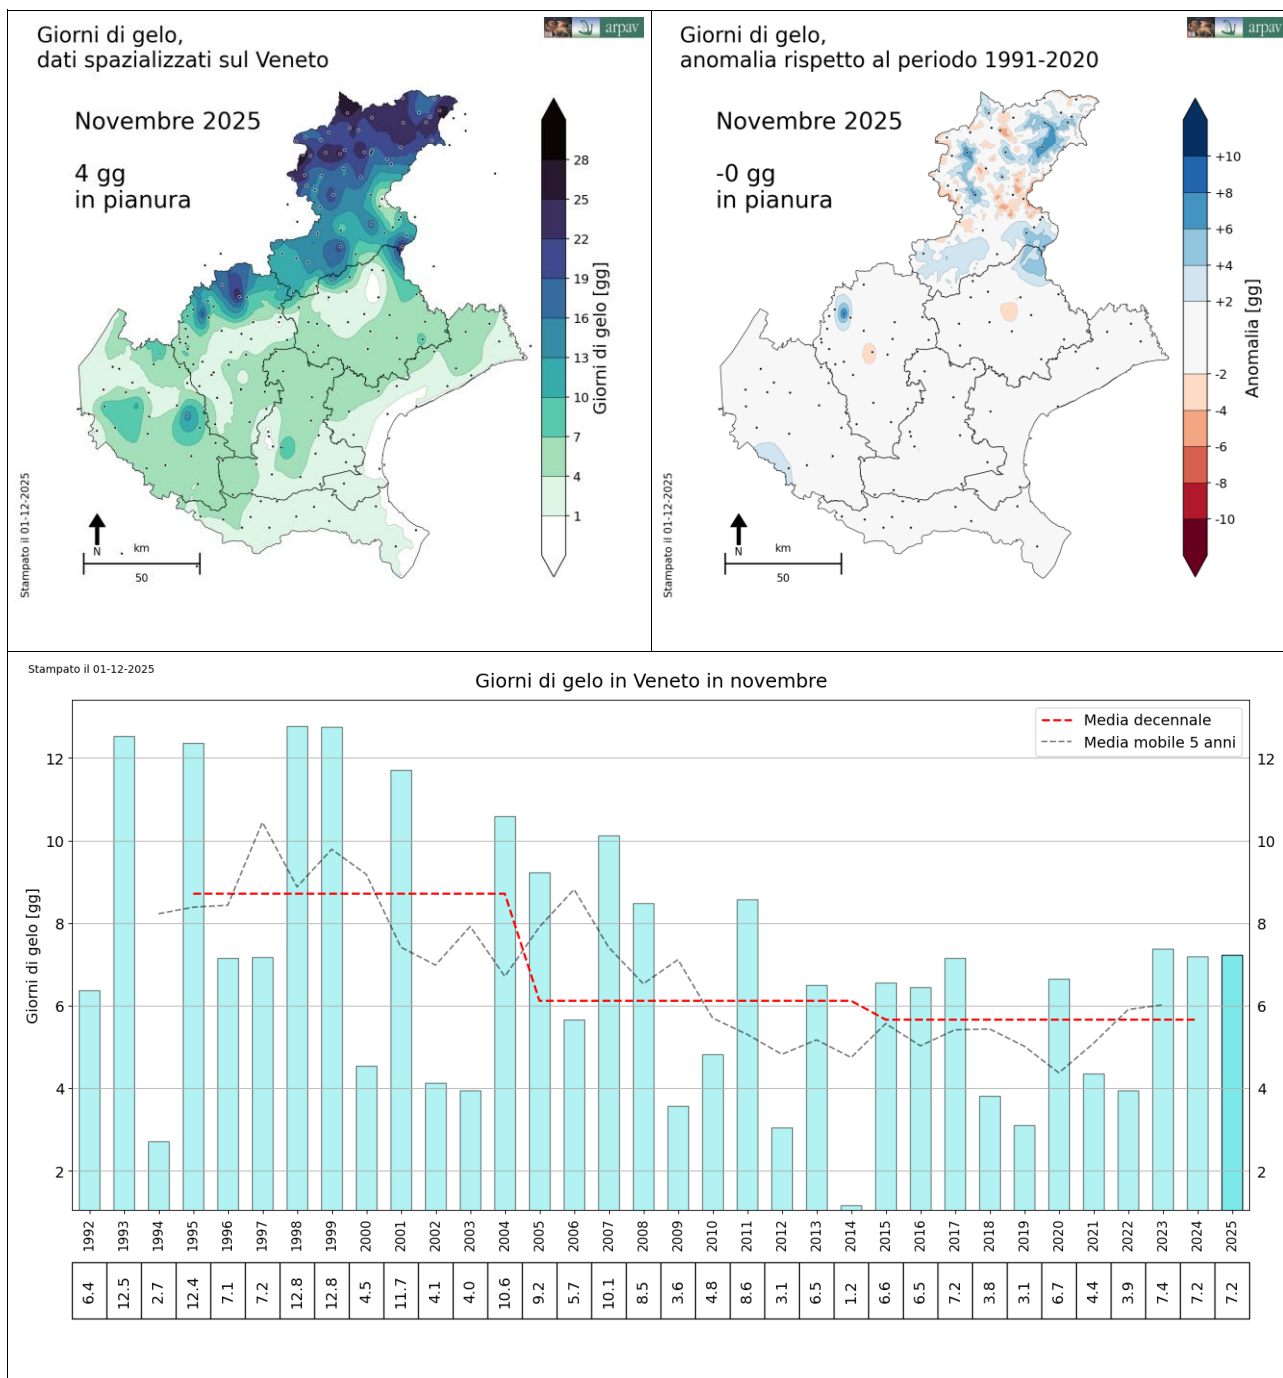 Giorni di gelo,
dati spazializzati sul Veneto
arpav
Novembre 2025
4 gg
in pianura
28
25
22
19
16
13
10
7
4
1
Giorni di gelo [gg]
N
km
50
Stampato il 01-12-2025
Giorni di gelo,
anomalia rispetto al periodo 1991-2020
arpav
Novembre 2025
-0 gg
in pianura
+10
+8
+6
+4
+2
-2
-4
-6
-8
-10
Anomalia [gg]
N
km
50
Stampato il 01-12-2025
Stampato il 01-12-2025
Giorni di gelo in Veneto in novembre
Media decennale
Media mobile 5 anni
Giorni di gelo [gg]
12 12
10 10
8 8
6 6
4 4
2 2
1992 1993 1994 1995 1996 1997 1998 1999 2000 2001 2002 2003 2004 2005 2006 2007 2008 2009 2010 2011 2012 2013 2014 2015 2016 2017 2018 2019 2020 2021 2022 2023 2024 2025
6.4 12.5 2.7 12.4 7.1 7.2 12.8 12.8 4.5 11.7 4.1 4.0 10.6 9.2 5.7 10.1 8.5 3.6 4.8 8.6 3.1 6.5 1.2 6.6 6.5 7.2 3.8 3.1 6.7 4.4 3.9 7.4 7.2 7.2